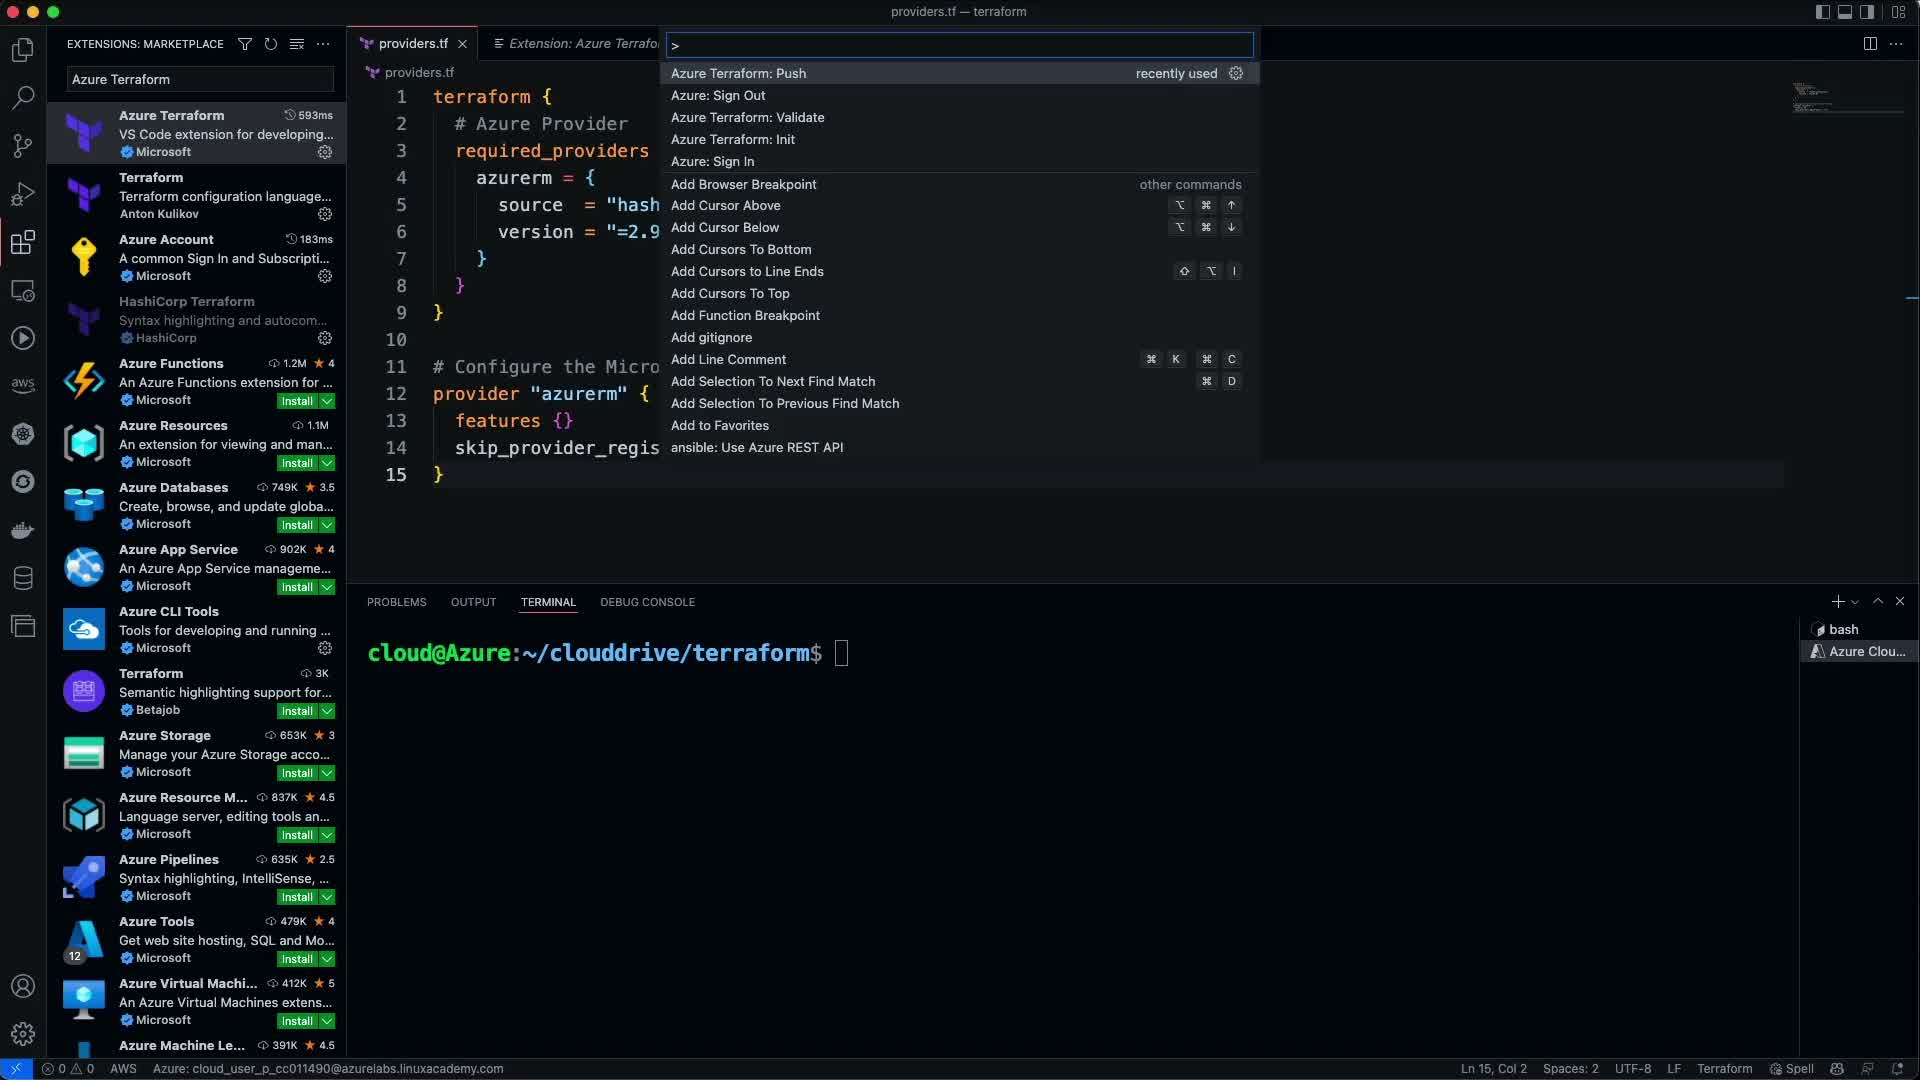 providers.tf — terraform
EXTENSIONS: MARKETPLACE
Azure Terraform
Azure Terraform 593ms
VS Code extension for developing...
Microsoft
Terraform
Terraform configuration language...
Anton Kulikov
Azure Account 183ms
A common Sign In and Subscripti...
Microsoft
HashiCorp Terraform
Syntax highlighting and autocom...
HashiCorp
Azure Functions 1.2M 4
An Azure Functions extension for ...
Microsoft Install
Azure Resources 1.1M
An extension for viewing and man...
Microsoft Install
Azure Databases 749K 3.5
Create, browse, and update globa...
Microsoft Install
Azure App Service 902K 4
An Azure App Service manageme...
Microsoft Install
Azure CLI Tools
Tools for developing and running ...
Microsoft
Terraform 3K
Semantic highlighting support for...
Betajob Install
Azure Storage 653K 3
Manage your Azure Storage acco...
Microsoft Install
Azure Resource M... 837K 4.5
Language server, editing tools an...
Microsoft Install
Azure Pipelines 635K 2.5
Syntax highlighting, IntelliSense, ...
Microsoft Install
Azure Tools 479K 4
Get web site hosting, SQL and Mo...
12 Microsoft Install
Azure Virtual Machi... 412K 5
An Azure Virtual Machines extens...
Microsoft Install
Azure Machine Le... 391K 4.5
aws
providers.tf Extension: Azure Terrafo
providers.tf
1 terraform {
2 # Azure Provider
3 required_providers
4 azurerm = {
5 source = "hash
6 version = "=2.9
7 }
8 }
9 }
10
11 # Configure the Micro
12 provider "azurerm" {
13 features {}
14 skip_provider_regis
15 }
>
Azure Terraform: Push recently used
Azure: Sign Out
Azure Terraform: Validate
Azure Terraform: Init
Azure: Sign In
Add Browser Breakpoint other commands
Add Cursor Above ⌥ ⌘ ↑
Add Cursor Below ⌥ ⌘ ↓
Add Cursors To Bottom
Add Cursors to Line Ends ⇧ ⌥ I
Add Cursors To Top
Add Function Breakpoint
Add gitignore
Add Line Comment ⌘ K ⌘ C
Add Selection To Next Find Match ⌘ D
Add Selection To Previous Find Match
Add to Favorites
ansible: Use Azure REST API
PROBLEMS OUTPUT TERMINAL DEBUG CONSOLE
cloud@Azure:~/clouddrive/terraform$
bash
Azure Clou...
0 0 AWS Azure: cloud_user_p_cc011490@azurelabs.linuxacademy.com
Ln 15, Col 2 Spaces: 2 UTF-8 LF Terraform Spell